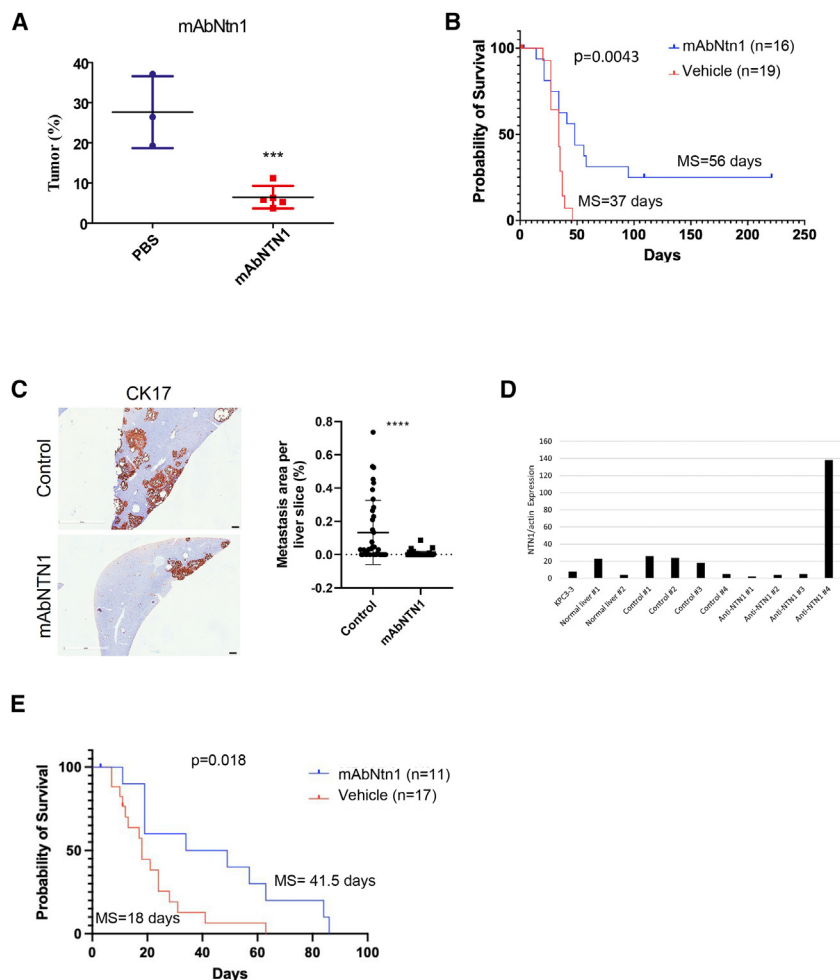 A
mAbNtn1
Tumor (%)
40
30
20
10
0
***
PBS
mAbNTN1
B
Probability of Survival
100
50
0
p=0.0043
mAbNtn1 (n=16)
Vehicle (n=19)
MS=56 days
MS=37 days
0 50 100 150 200 250
Days
C
CK17
Control
mAbNTN1
Metastasis area per
liver slice (%)
0.8
0.6
0.4
0.2
0.0
-0.2
****
Control
mAbNTN1
D
NTN1/actin Expression
160
140
120
100
80
60
40
20
0
KPC3-3
Normal liver #1
Normal liver #2
Control #1
Control #2
Control #3
Control #4
Anti-NTN1 #1
Anti-NTN1 #2
Anti-NTN1 #3
Anti-NTN1 #4
E
Probability of Survival
100
50
0
p=0.018
mAbNtn1 (n=11)
Vehicle (n=17)
MS= 41.5 days
MS=18 days
0 20 40 60 80 100
Days